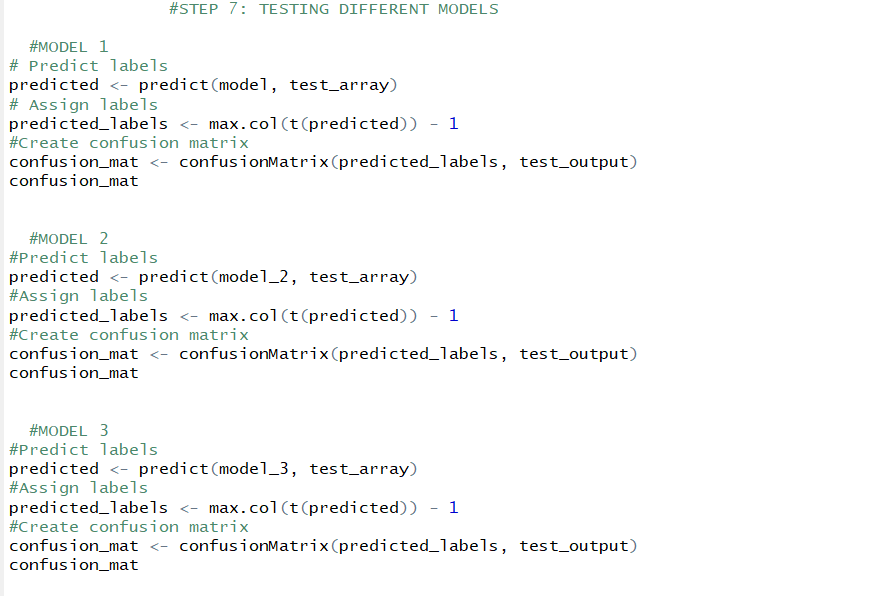 #STEP 7: TESTING DIFFERENT MODELS
#MODEL 1
# Predict labels
predicted <- predict(model, test_array)
# Assign labels
predicted_labels <- max.col(t(predicted)) - 1
#Create confusion matrix
confusion_mat <- confusionMatrix(predicted_labels, test_output)
confusion_mat
#MODEL 2
#Predict labels
predicted <- predict(model_2, test_array)
#Assign labels
predicted_labels <- max.col(t(predicted)) - 1
#Create confusion matrix
confusion_mat <- confusionMatrix(predicted_labels, test_output)
confusion_mat
#MODEL 3
#Predict labels
predicted <- predict(model_3, test_array)
#Assign labels
predicted_labels <- max.col(t(predicted)) - 1
#Create confusion matrix
confusion_mat <- confusionMatrix(predicted_labels, test_output)
confusion_mat